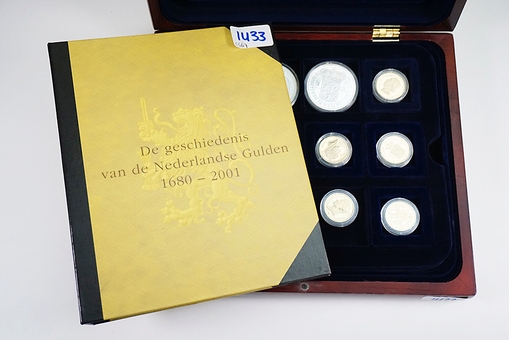 1433
De geschiedenis
van de Nederlandse Gulden
1680 – 2001